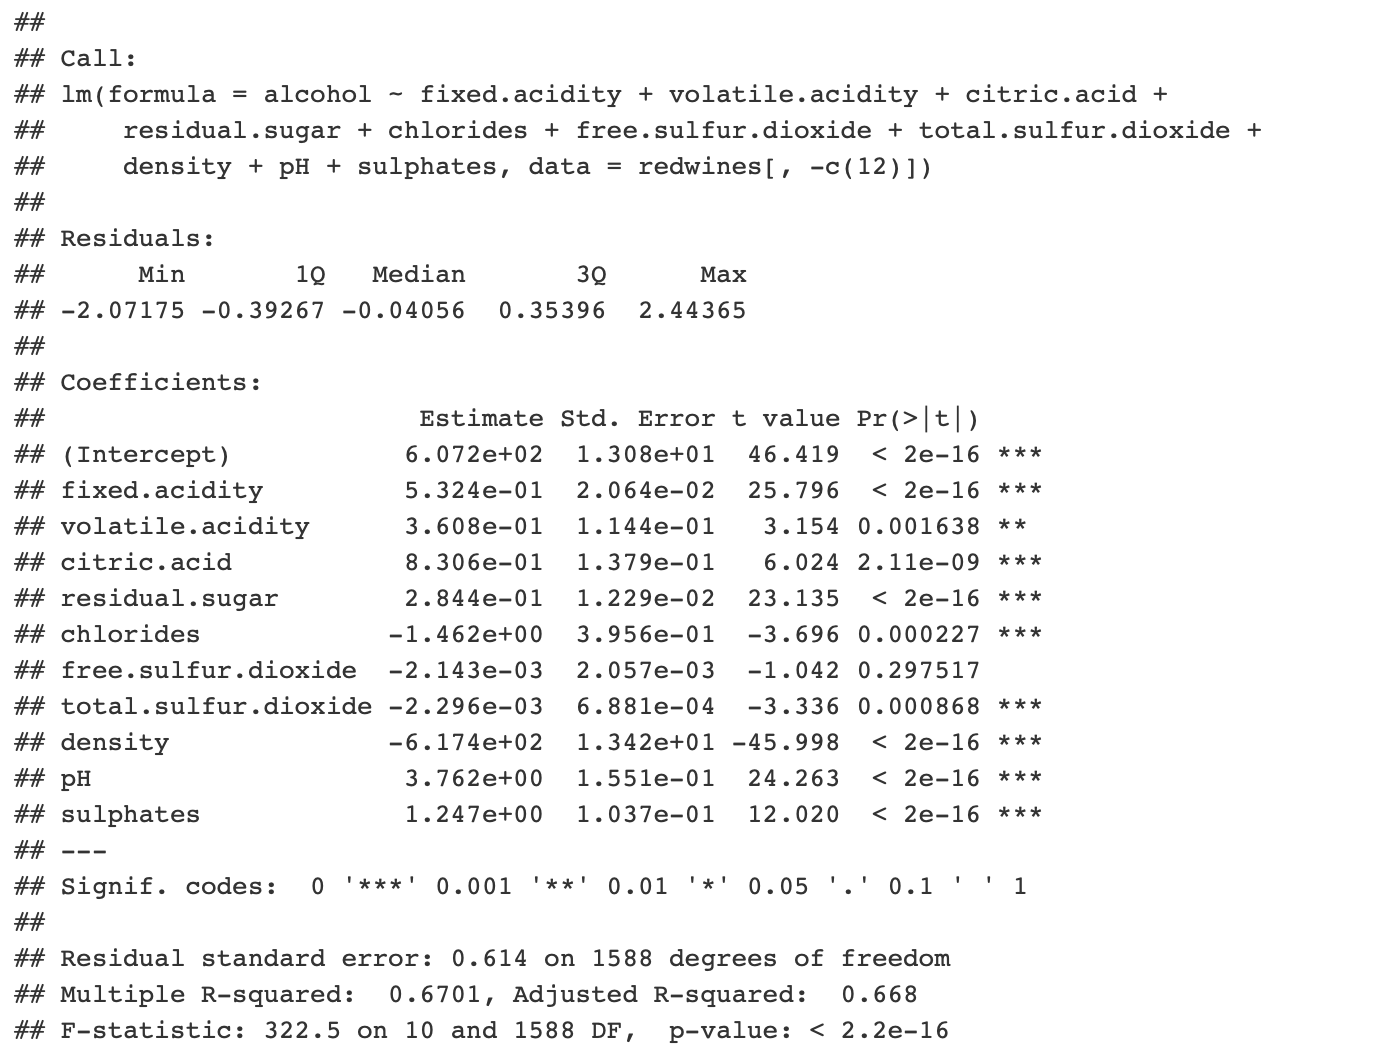 ##
## Call:
## lm(formula = alcohol ~ fixed.acidity + volatile.acidity + citric.acid +
##     residual.sugar + chlorides + free.sulfur.dioxide + total.sulfur.dioxide +
##     density + pH + sulphates, data = redwines[, -c(12)])
##
## Residuals:
##      Min       1Q   Median       3Q      Max
## -2.07175 -0.39267 -0.04056  0.35396  2.44365
##
## Coefficients:
##                        Estimate Std. Error t value Pr(>|t|)
## (Intercept)           6.072e+02  1.308e+01  46.419  < 2e-16 ***
## fixed.acidity         5.324e-01  2.064e-02  25.796  < 2e-16 ***
## volatile.acidity      3.608e-01  1.144e-01   3.154 0.001638 **
## citric.acid           8.306e-01  1.379e-01   6.024 2.11e-09 ***
## residual.sugar        2.844e-01  1.229e-02  23.135  < 2e-16 ***
## chlorides            -1.462e+00  3.956e-01  -3.696 0.000227 ***
## free.sulfur.dioxide  -2.143e-03  2.057e-03  -1.042 0.297517
## total.sulfur.dioxide -2.296e-03  6.881e-04  -3.336 0.000868 ***
## density              -6.174e+02  1.342e+01 -45.998  < 2e-16 ***
## pH                    3.762e+00  1.551e-01  24.263  < 2e-16 ***
## sulphates             1.247e+00  1.037e-01  12.020  < 2e-16 ***
## ---
## Signif. codes:  0 '***' 0.001 '**' 0.01 '*' 0.05 '.' 0.1 ' ' 1
##
## Residual standard error: 0.614 on 1588 degrees of freedom
## Multiple R-squared:  0.6701, Adjusted R-squared:  0.668
## F-statistic: 322.5 on 10 and 1588 DF,  p-value: < 2.2e-16